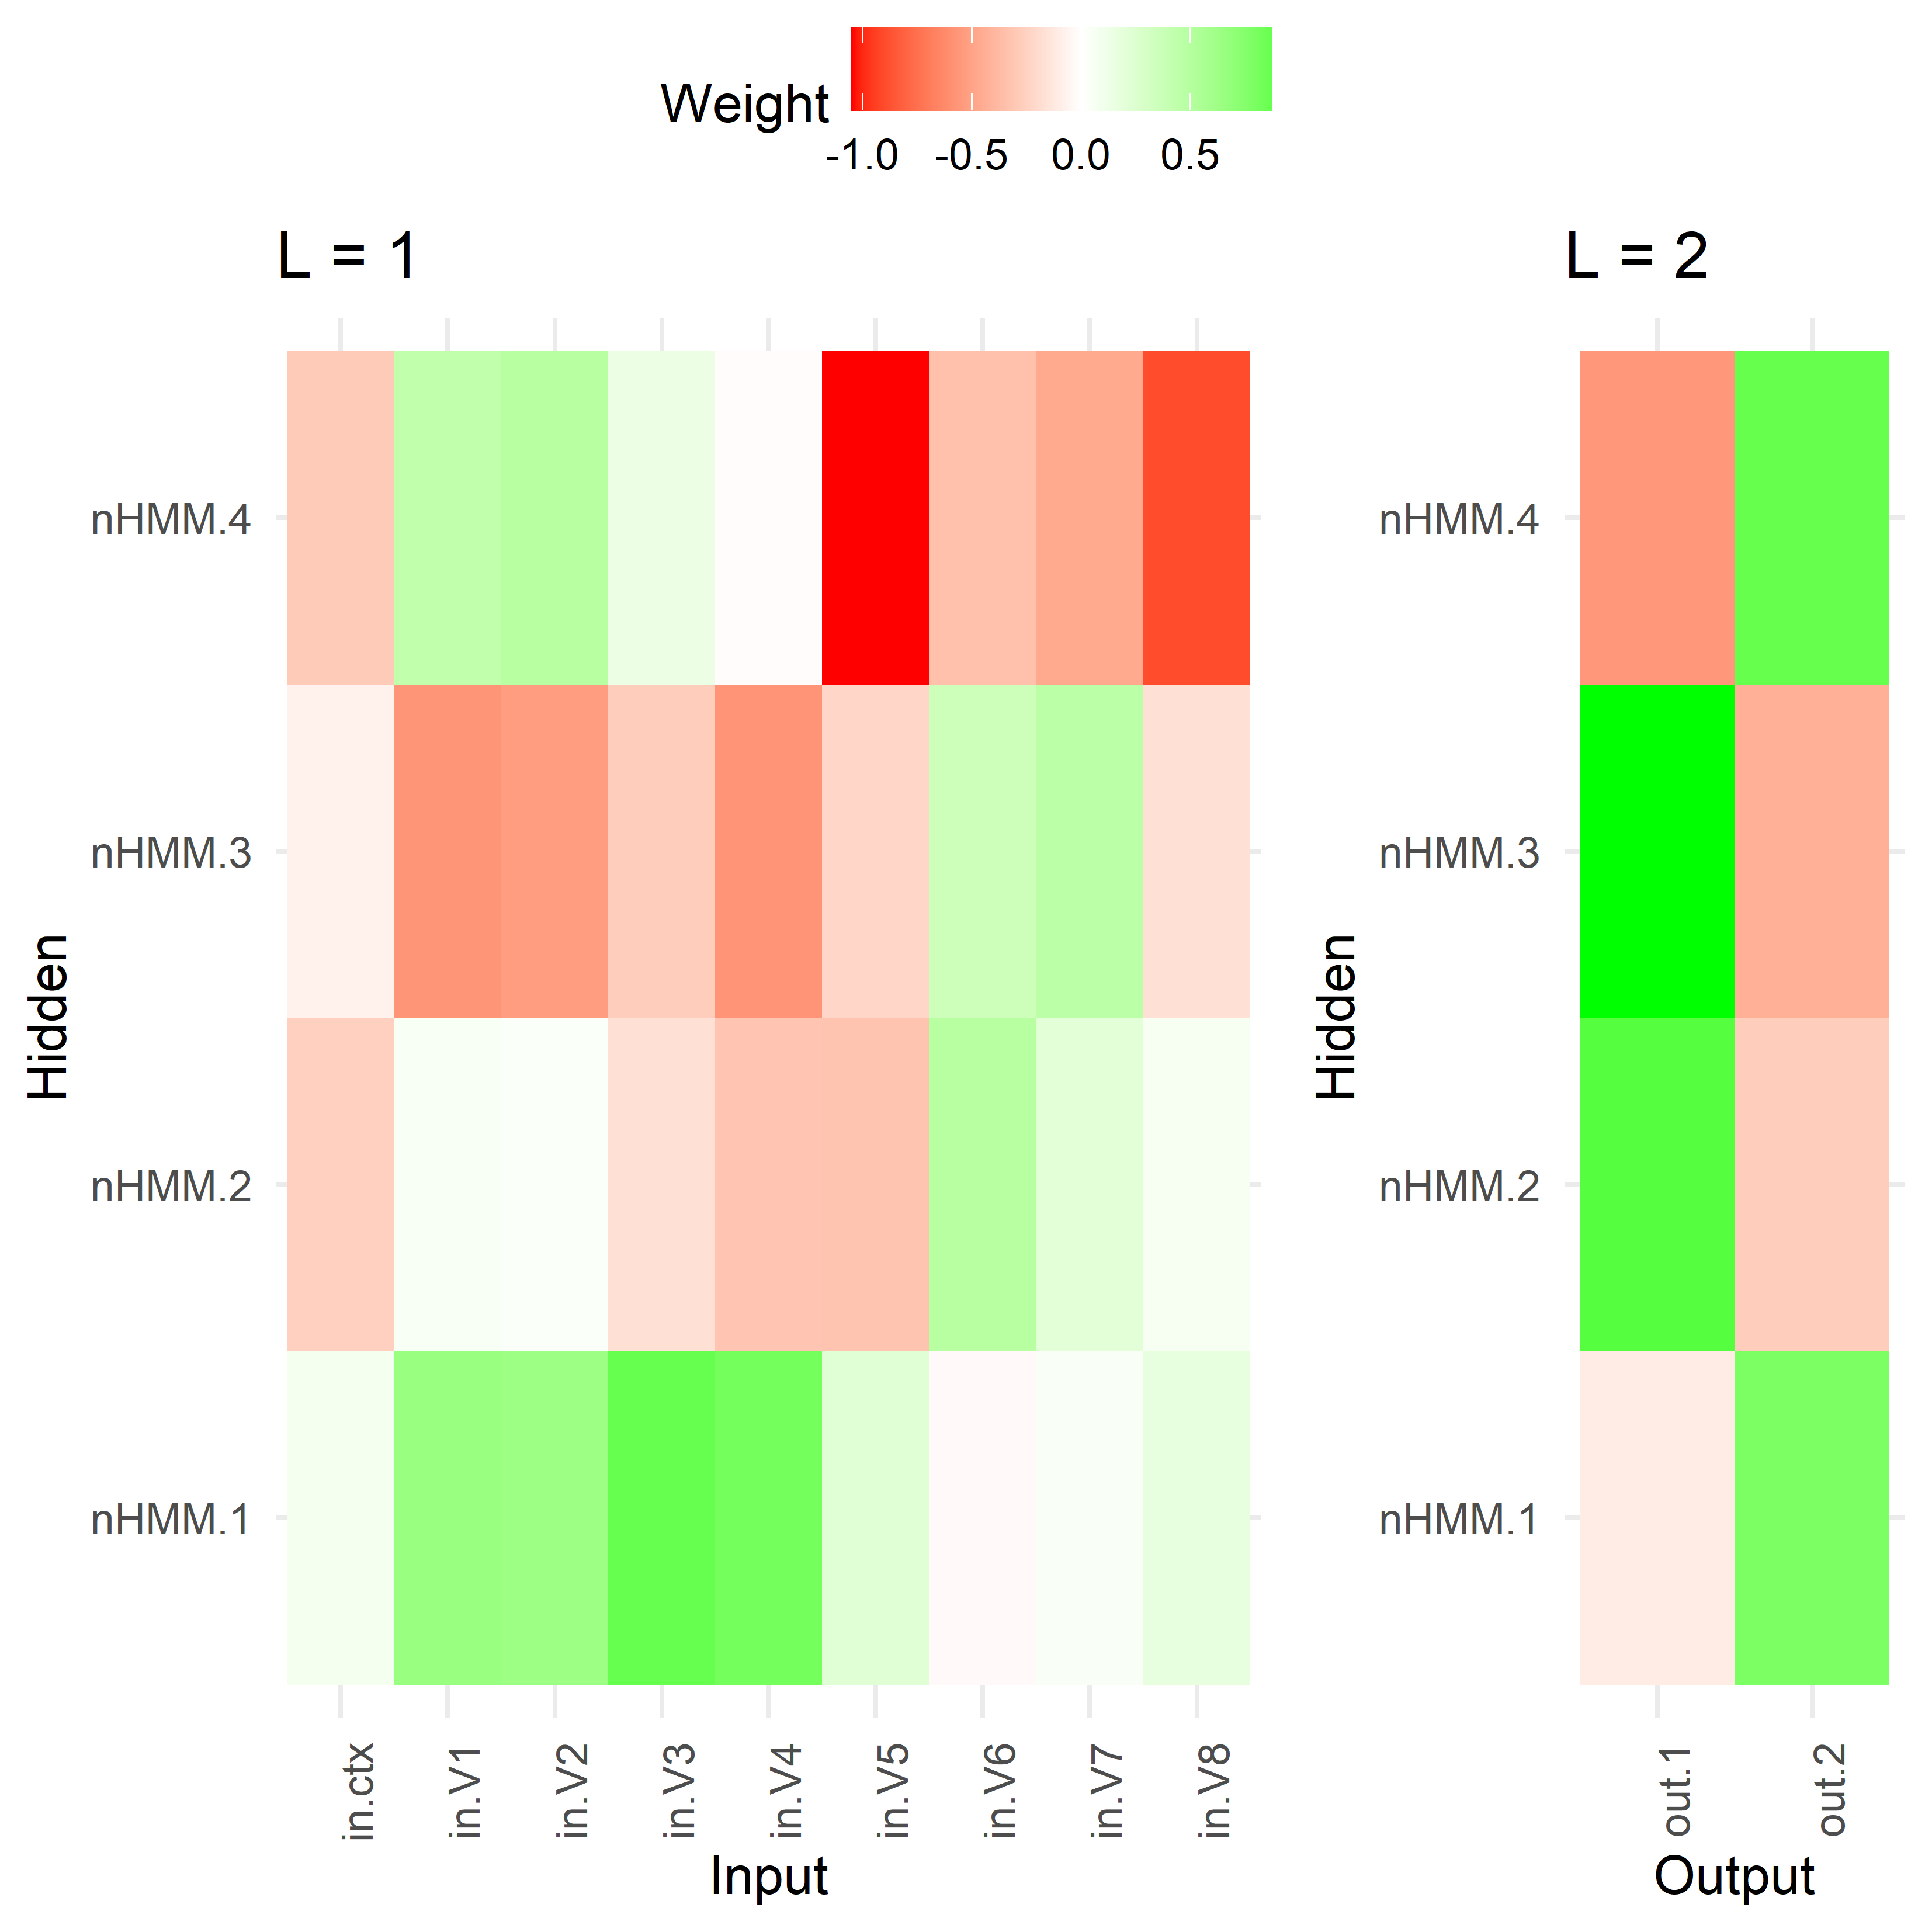 Weight
-1.0 -0.5 0.0 0.5
L = 1
Hidden
nHMM.4
nHMM.3
nHMM.2
nHMM.1
in.ctx in.V1 in.V2 in.V3 in.V4 in.V5 in.V6 in.V7 in.V8
Input
L = 2
Hidden
nHMM.4
nHMM.3
nHMM.2
nHMM.1
out.1 out.2
Output